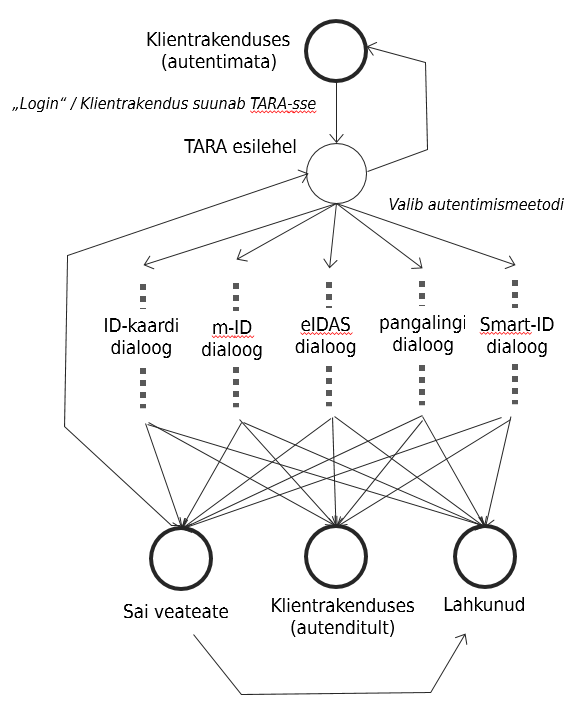 Klientrakenduses
(autentimata)
„Login“ / Klientrakendus suunab TARA-sse
TARA esilehel
Valib autentimismeetodi
ID-kaardi
dialoog
m-ID
dialoog
eIDAS
dialoog
pangalingi
dialoog
Smart-ID
dialoog
Sai veateate
Klientrakenduses
(autenditult)
Lahkunud